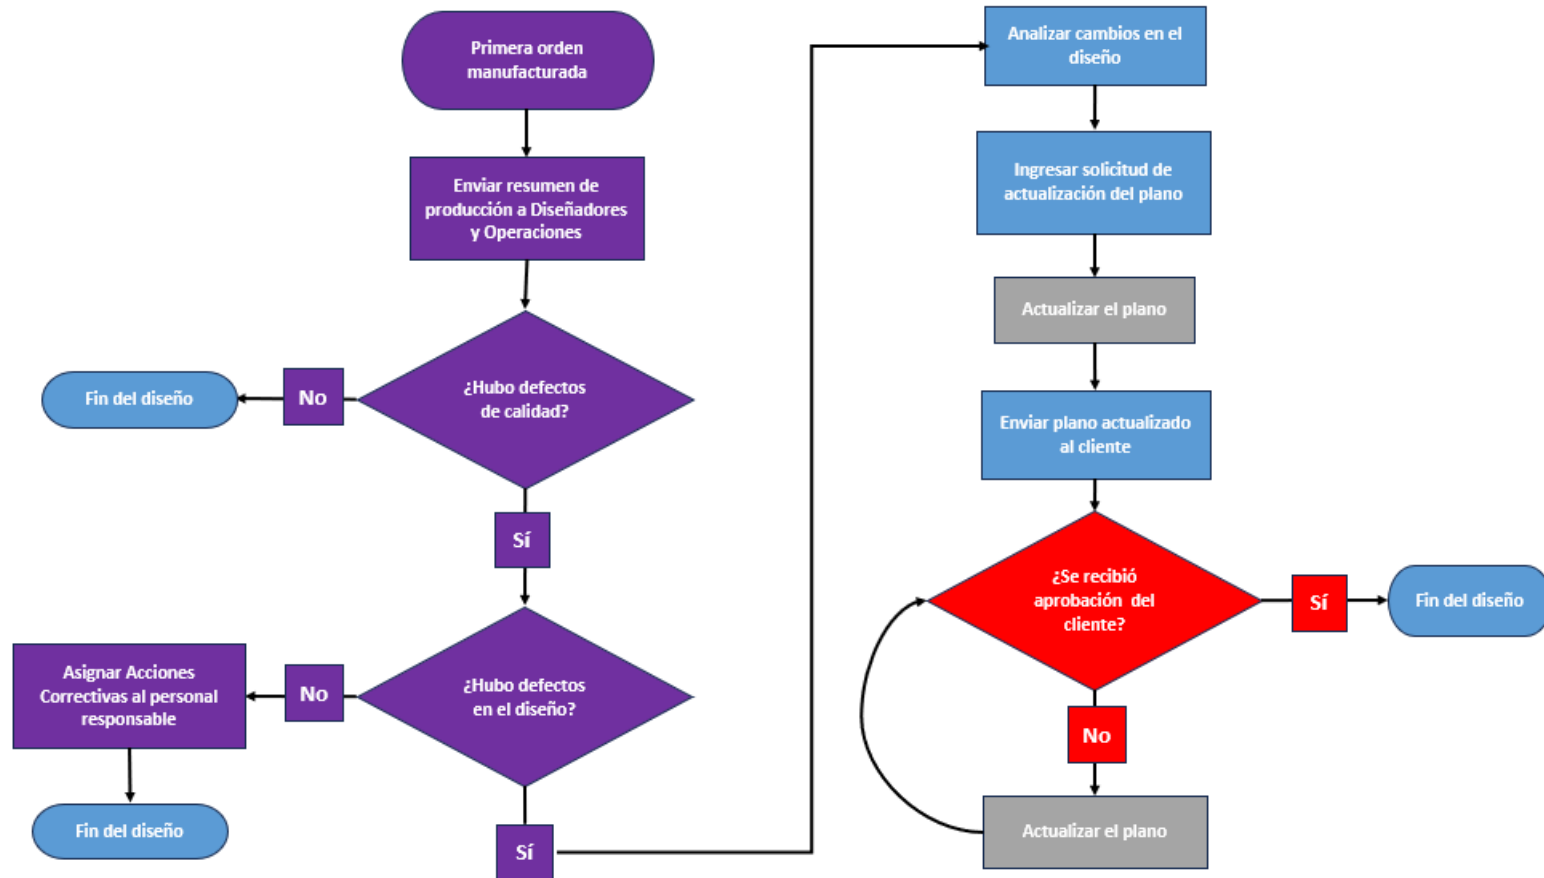 Primera orden
manufacturada
Enviar resumen de
producción a Diseñadores
y Operaciones
¿Hubo defectos
de calidad?
No
Fin del diseño
Sí
¿Hubo defectos
en el diseño?
No
Asignar Acciones
Correctivas al personal
responsable
Fin del diseño
Sí
Analizar cambios en el
diseño
Ingresar solicitud de
actualización del plano
Actualizar el plano
Enviar plano actualizado
al cliente
¿Se recibió
aprobación del
cliente?
Sí
Fin del diseño
No
Actualizar el plano